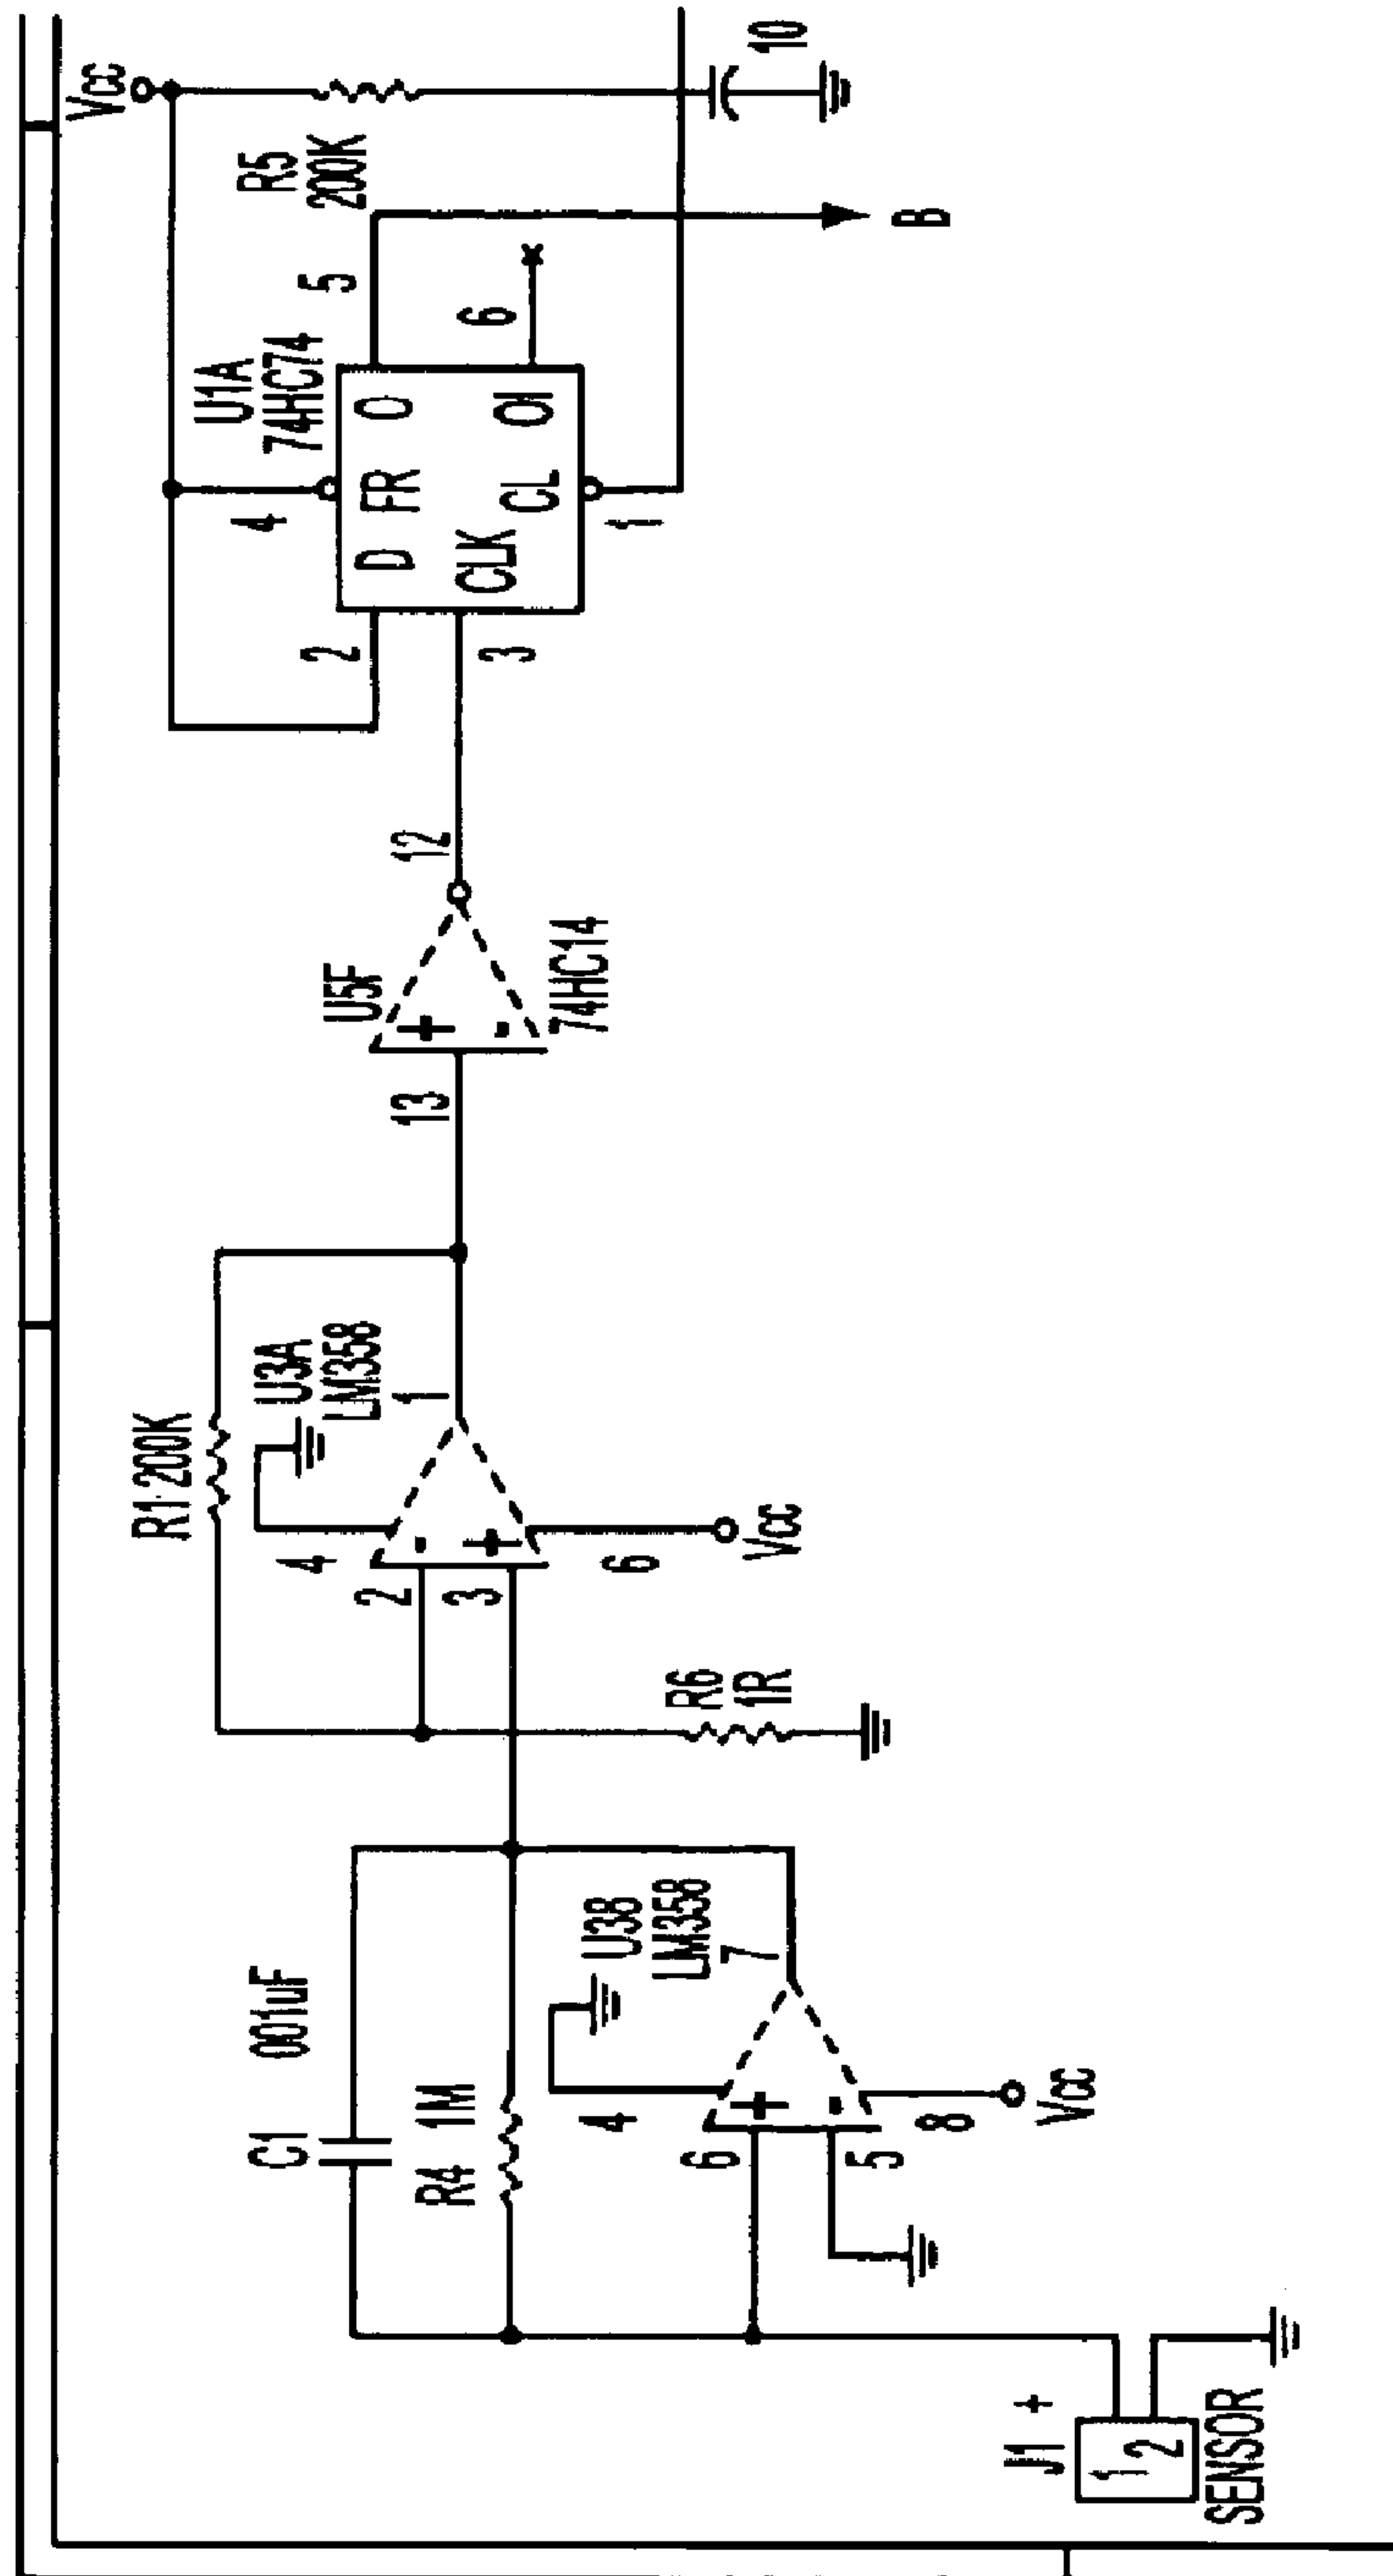 Vcc
R5
200K
10
B
U1A
74HC74
4
5
6
2
3
1
D FR Q
CLK CL Q
U5F
13
12
74HC14
R1 200K
U3A
LM358
4
2
3
1
6
Vcc
R6
1R
C1 001uF
R4 1M
U3B
LM358
4
6
5
7
8
Vcc
J1 +
1
2
SENSOR